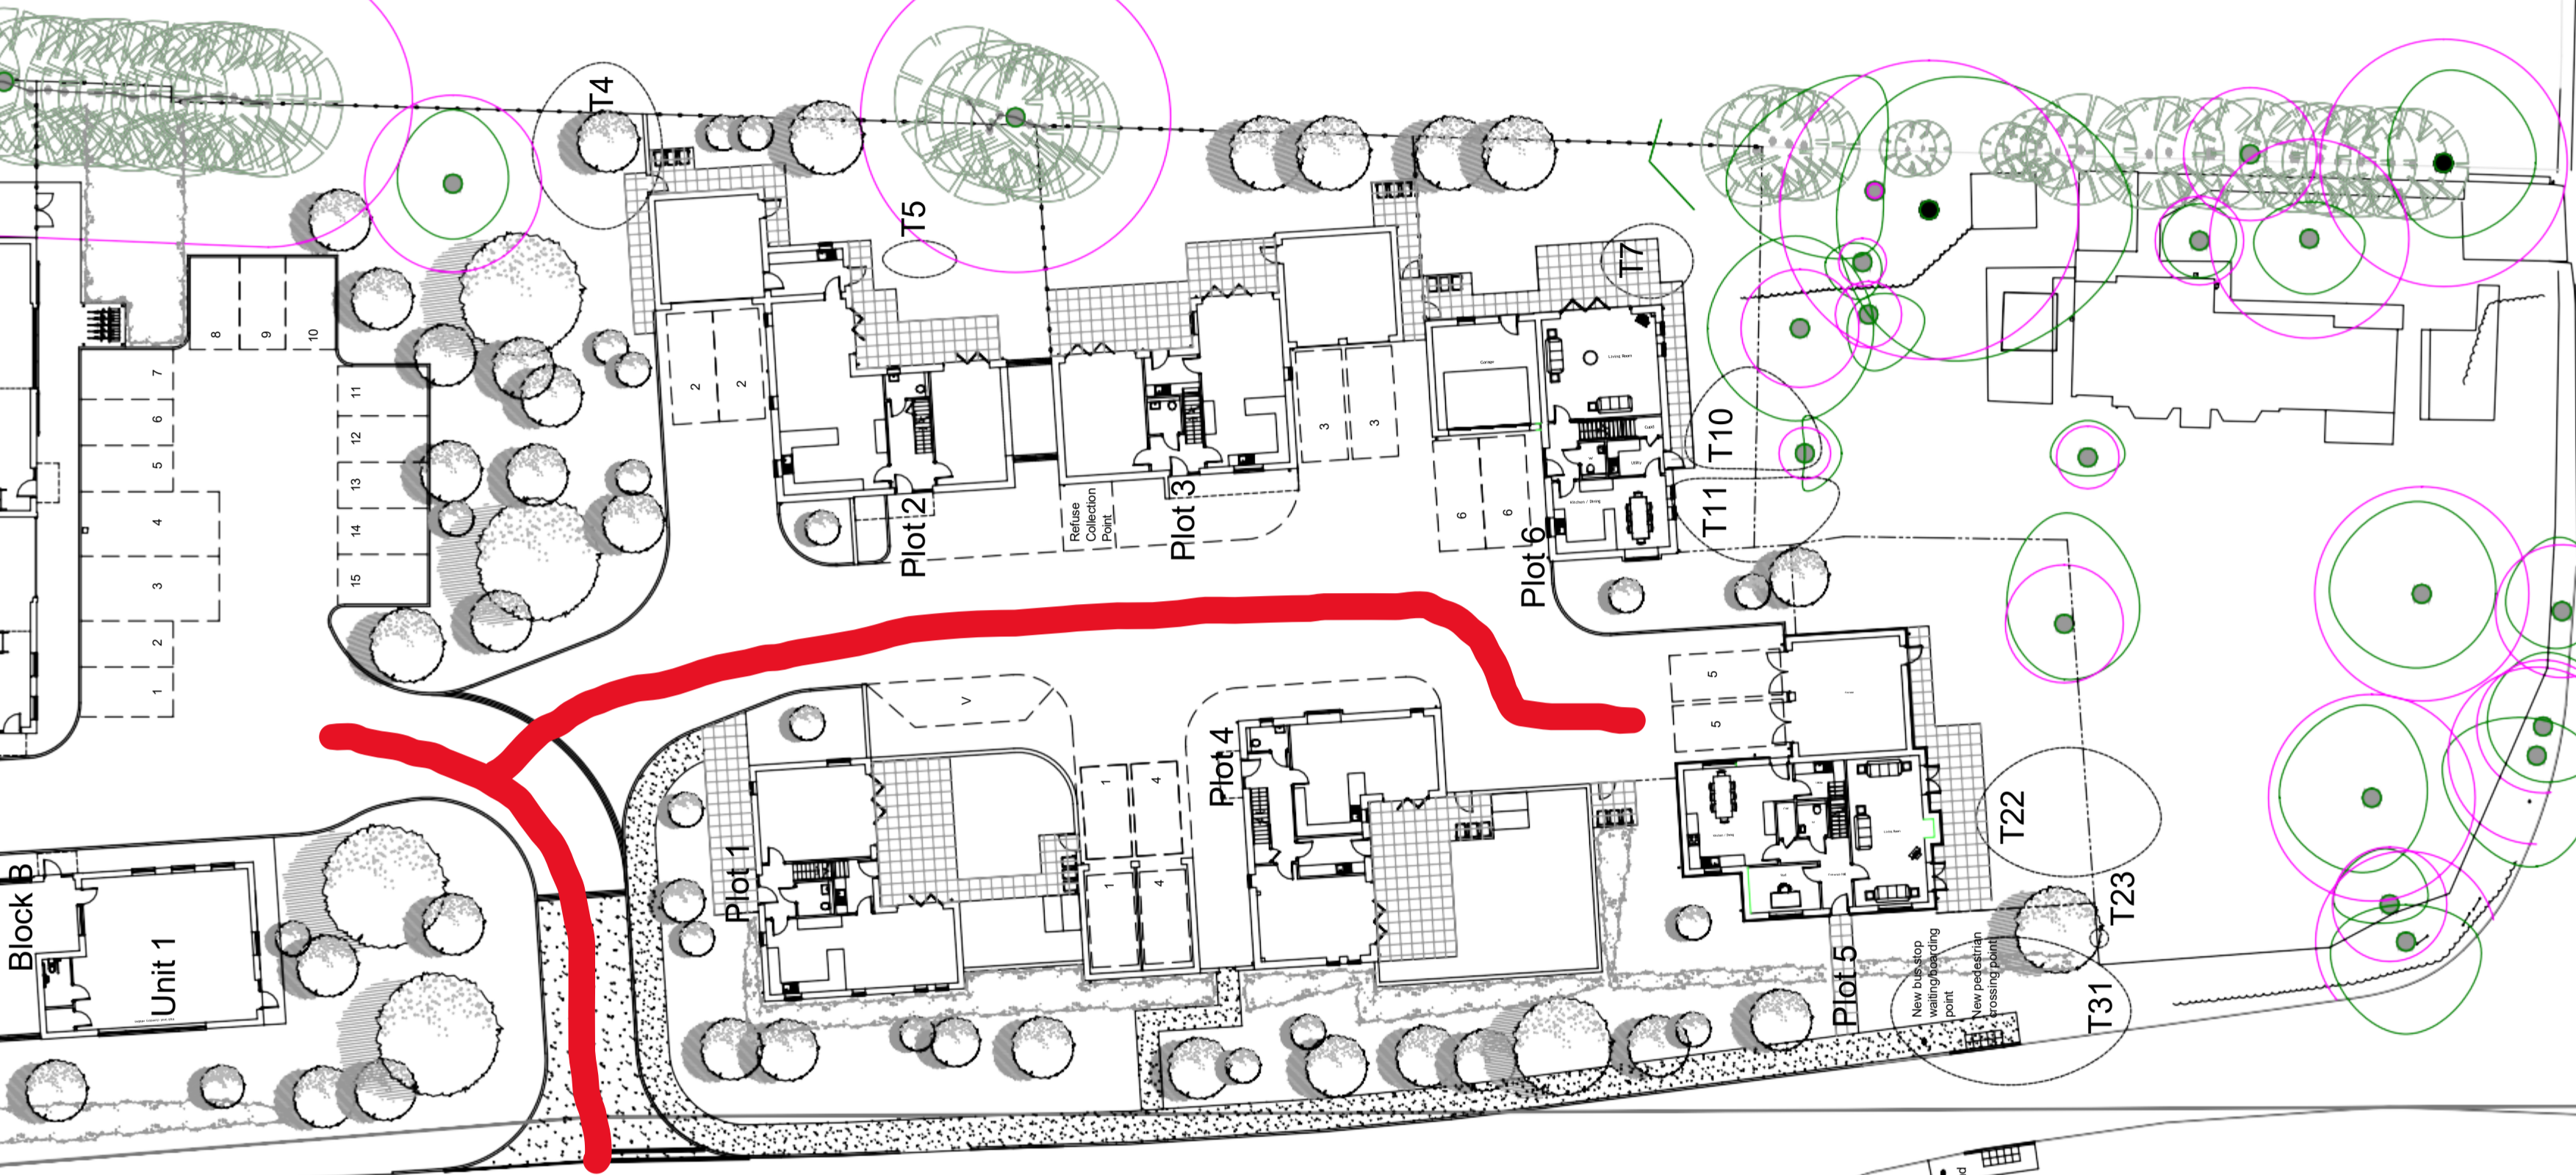 T4
T5
T7
T10
T11
T22
T23
T31
8
9
10
7
6
5
4
3
2
1
11
12
13
14
15
2
2
3
3
6
6
5
5
1
4
1
4
V
Plot 2
Refuse
Collection
Point
Plot 3
Plot 6
Plot 1
Plot 4
Plot 5
Block B
Unit 1
Living Room
Utility
New bus stop
waiting/boarding
point
New pedestrian
crossing point